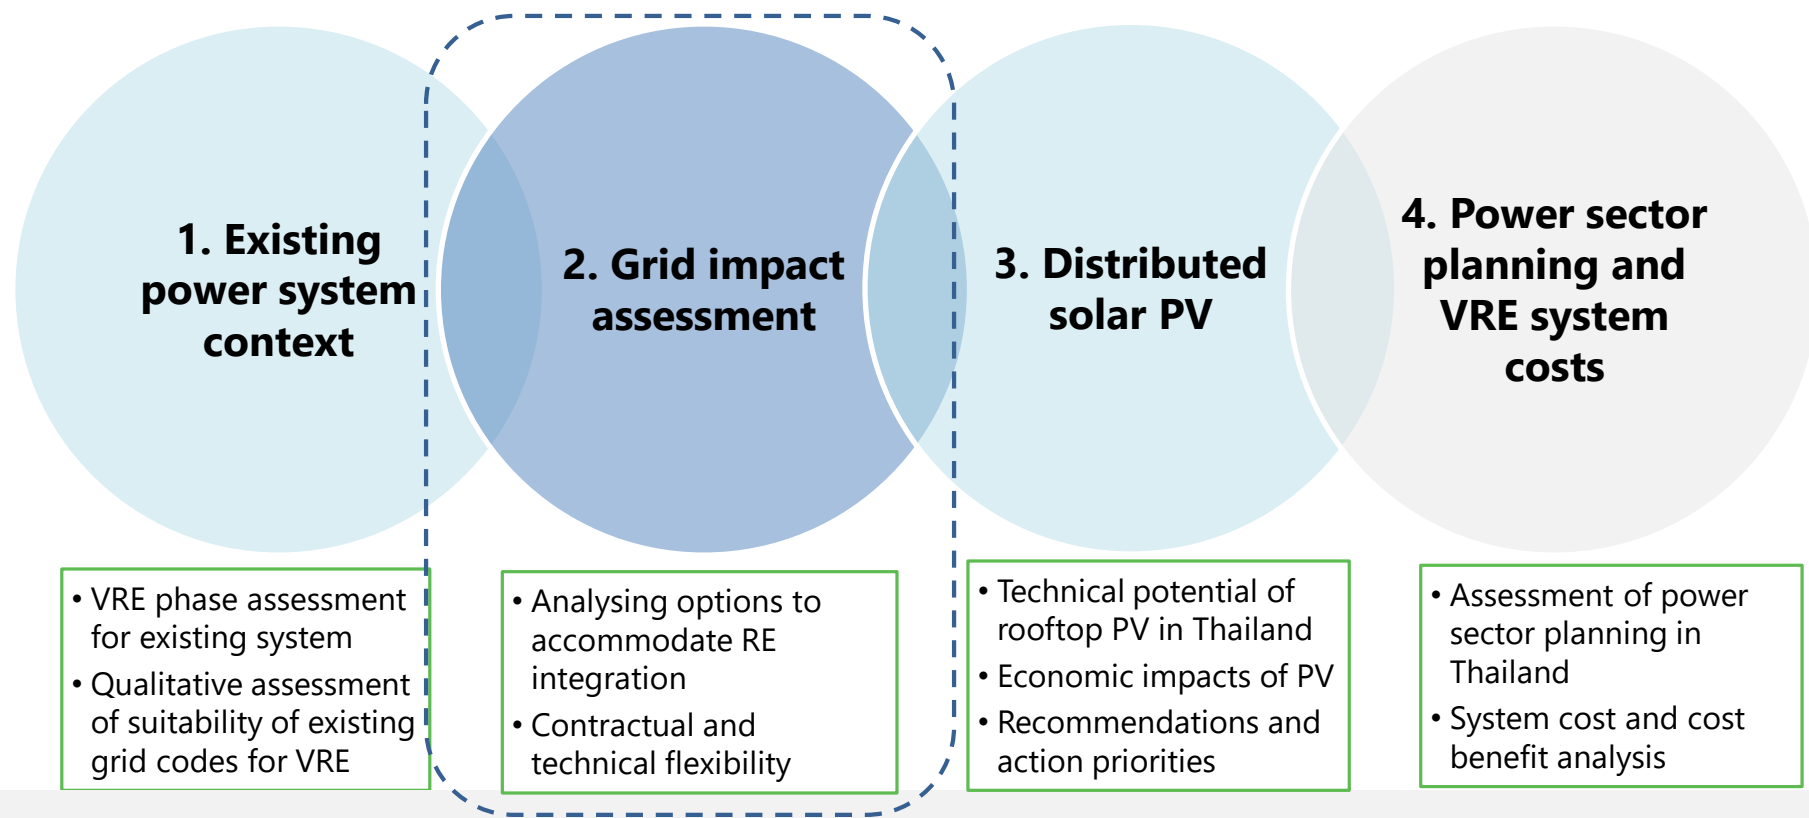 1. Existing
power system
context
2. Grid impact
assessment
3. Distributed
solar PV
4. Power sector
planning and
VRE system
costs
• VRE phase assessment
for existing system
• Qualitative assessment
of suitability of existing
grid codes for VRE
• Analysing options to
accommodate RE
integration
• Contractual and
technical flexibility
• Technical potential of
rooftop PV in Thailand
• Economic impacts of PV
• Recommendations and
action priorities
• Assessment of power
sector planning in
Thailand
• System cost and cost
benefit analysis